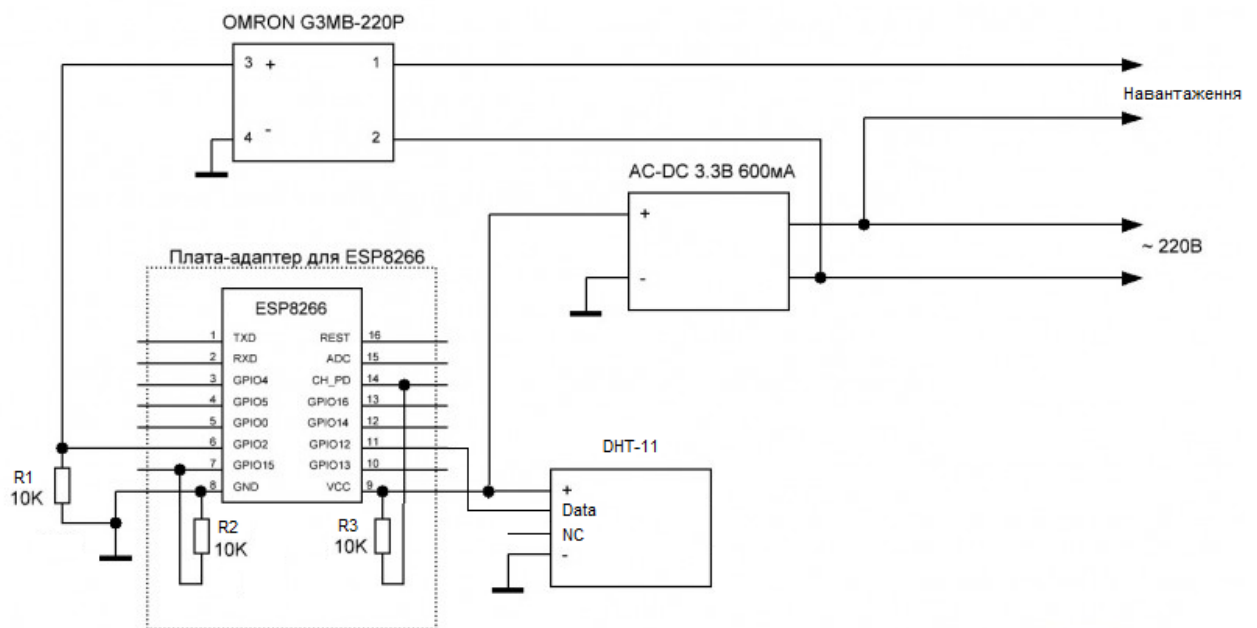 OMRON G3MB-220P
3 + 1
4 - 2
Навантаження
AC-DC 3.3В 600мА
+
-
~ 220В
Плата-адаптер для ESP8266
ESP8266
1 TXD REST 16
2 RXD ADC 15
3 GPIO4 CH_PD 14
4 GPIO5 GPIO16 13
5 GPIO0 GPIO14 12
6 GPIO2 GPIO12 11
7 GPIO15 GPIO13 10
8 GND VCC 9
R1
10K
R2
10K
R3
10K
DHT-11
+
Data
NC
-